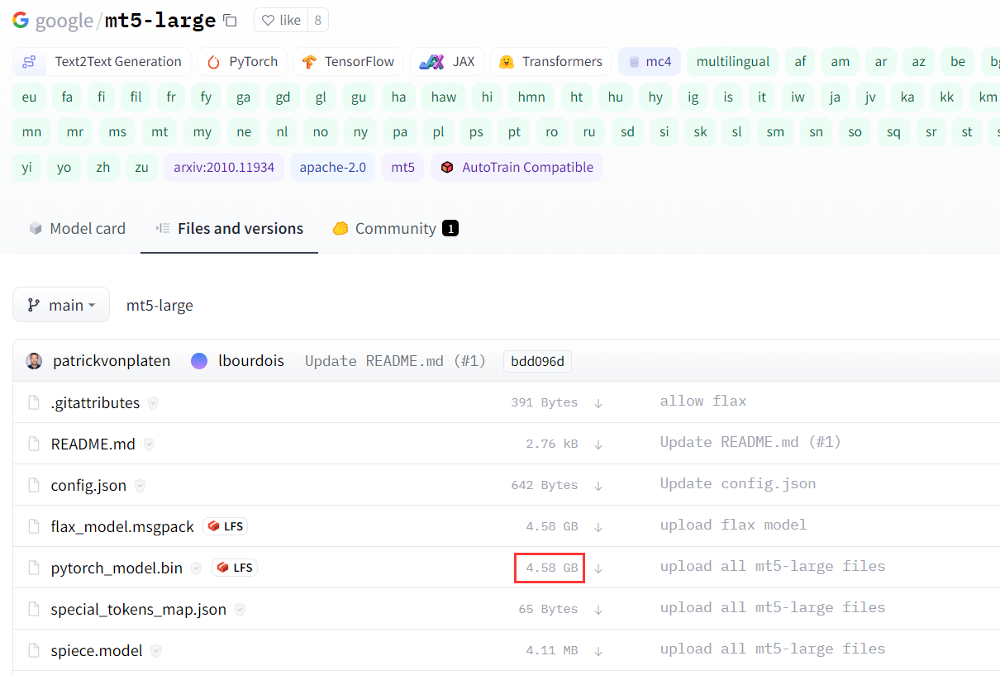 google/mt5-large like 8
Text2Text Generation PyTorch TensorFlow JAX Transformers mc4 multilingual af am ar az be
eu fa fi fil fr fy ga gd gl gu ha haw hi hmn ht hu hy ig is it iw ja jv ka kk km
mn mr ms mt my ne nl no ny pa pl ps pt ro ru sd si sk sl sm sn so sq sr st
yi yo zh zu arxiv:2010.11934 apache-2.0 mt5 AutoTrain Compatible
Model card Files and versions Community 1
main mt5-large
patrickvonplaten lbourdois Update README.md (#1) bdd096d
.gitattributes 391 Bytes allow flax
README.md 2.76 kB Update README.md (#1)
config.json 642 Bytes Update config.json
flax_model.msgpack LFS 4.58 GB upload flax model
pytorch_model.bin LFS 4.58 GB upload all mt5-large files
special_tokens_map.json 65 Bytes upload all mt5-large files
spiece.model 4.11 MB upload all mt5-large files